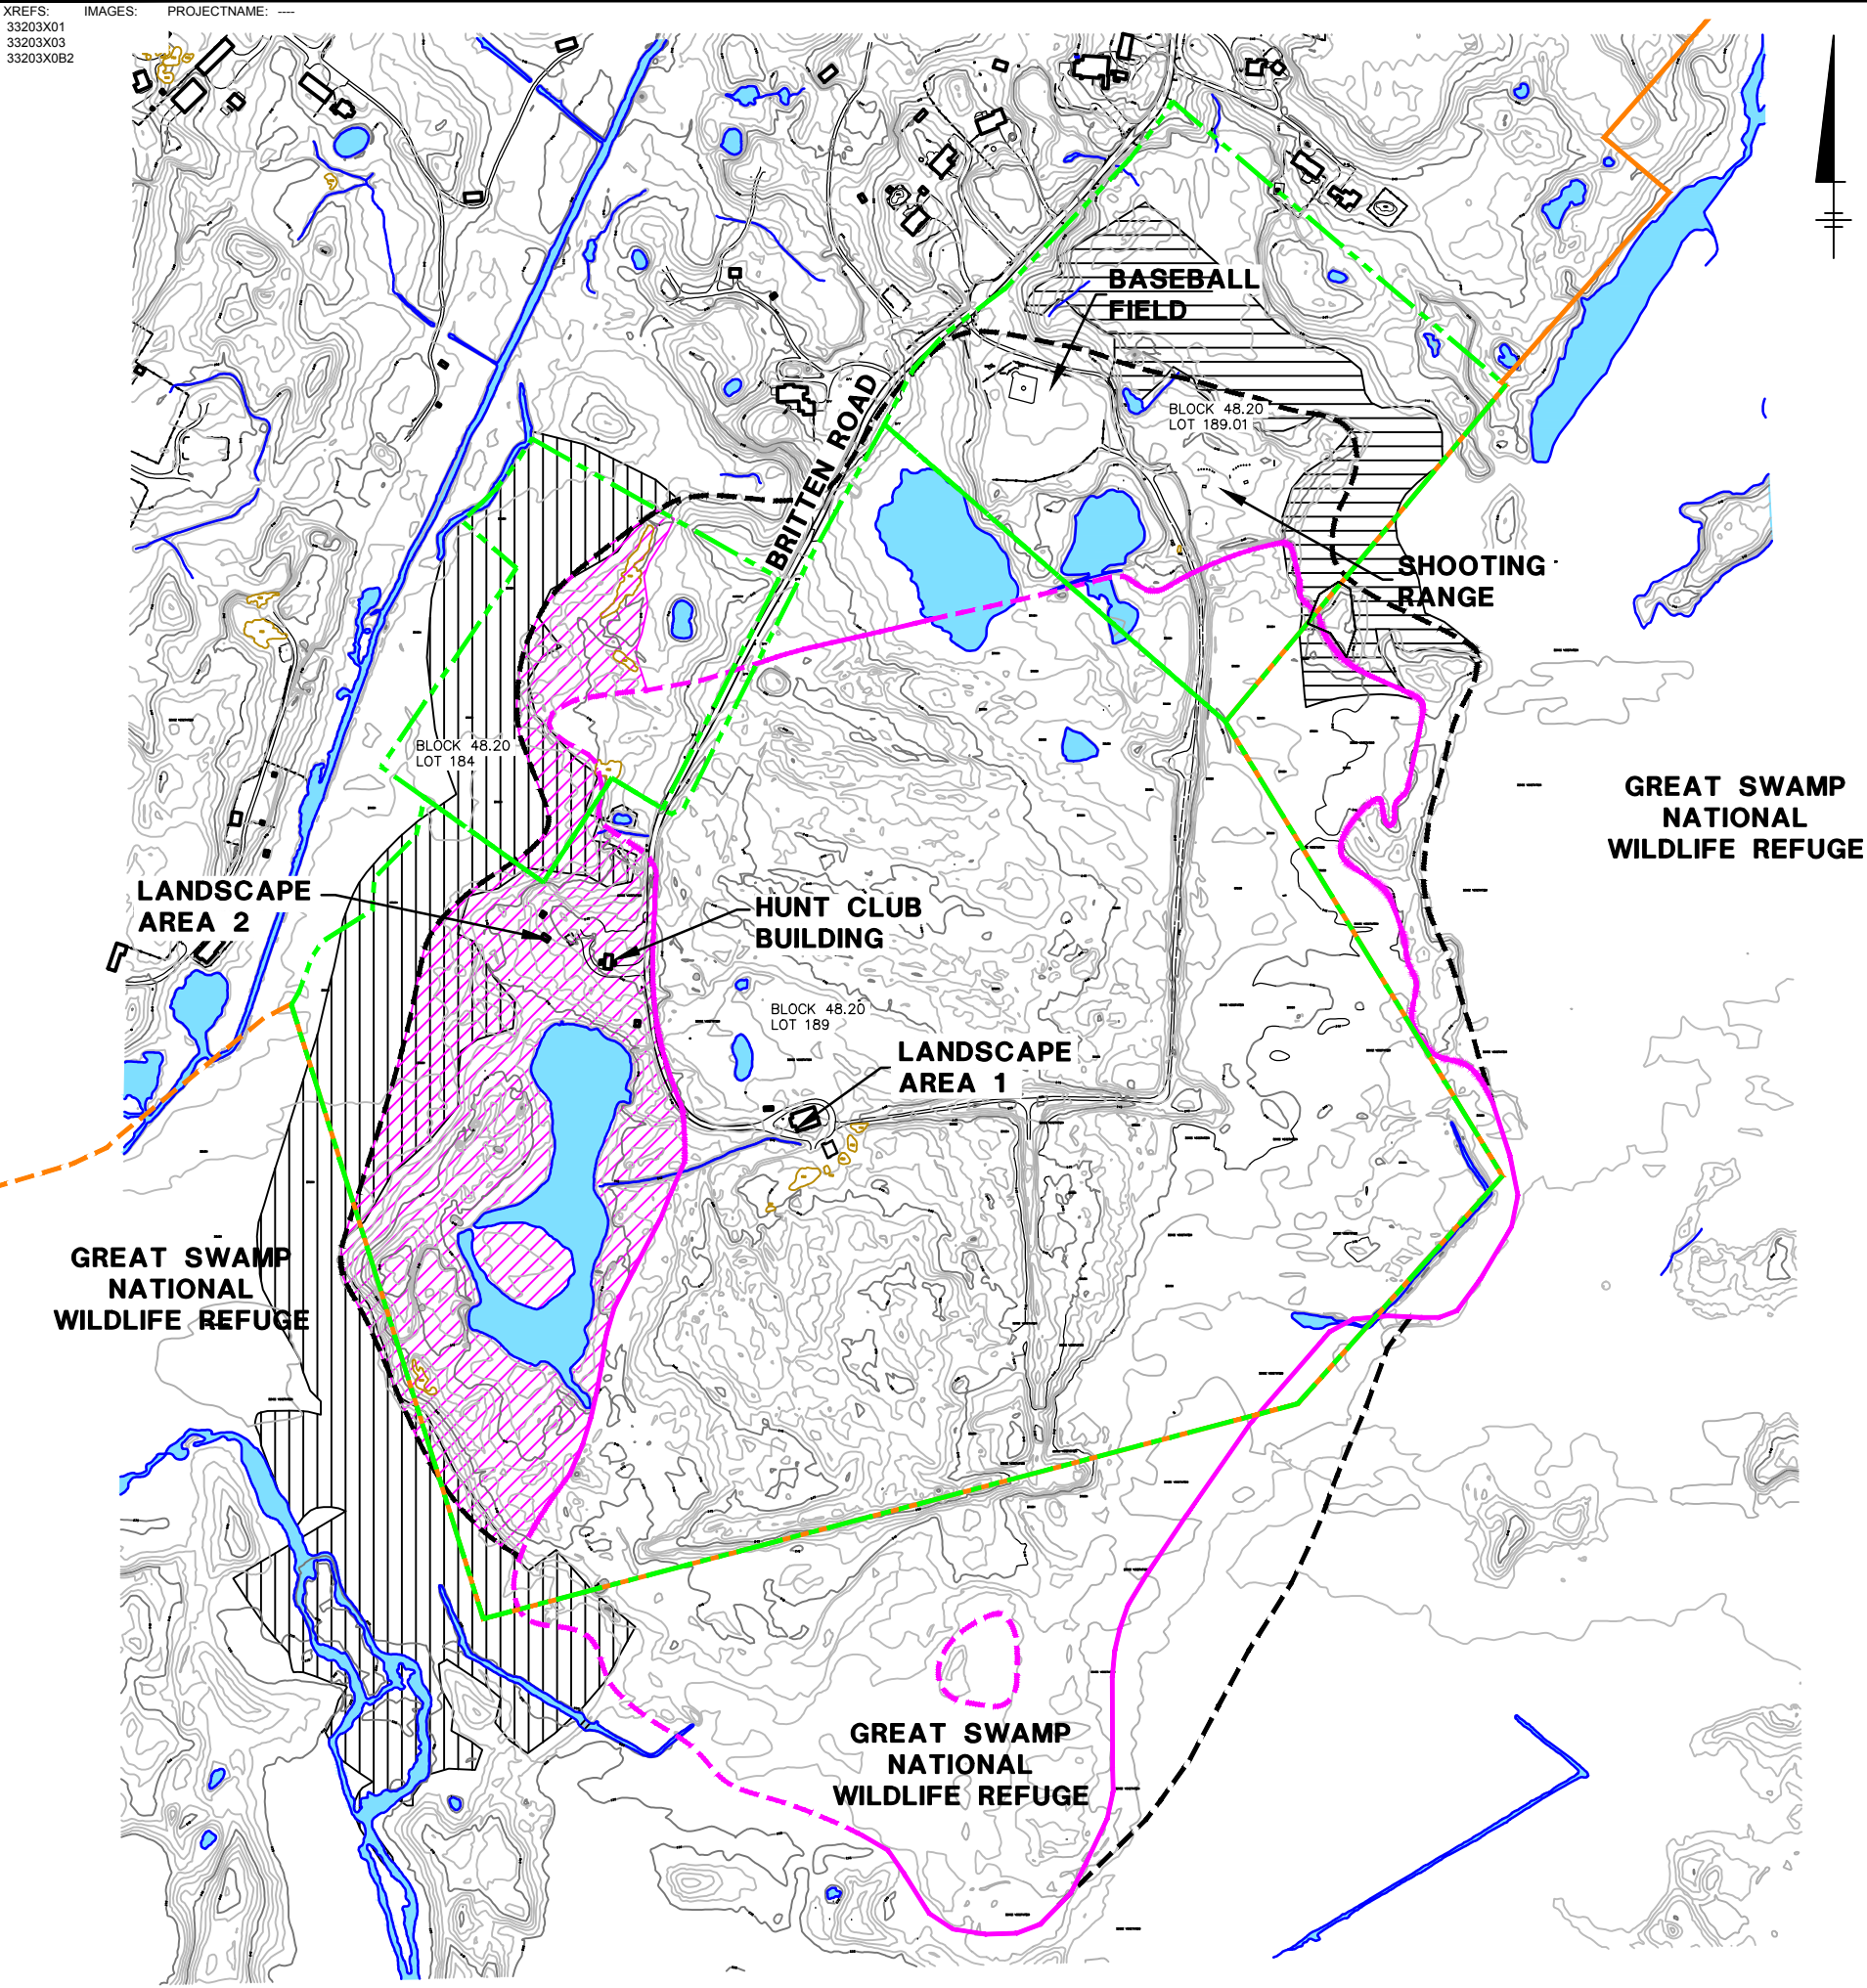 XREFS: IMAGES: PROJECTNAME: ----
33203X01
33203X03
33203X0B2
BASEBALL
FIELD
BRITTEN ROAD
BLOCK 48.20
LOT 189.01
SHOOTING
RANGE
BLOCK 48.20
LOT 184
GREAT SWAMP
NATIONAL
WILDLIFE REFUGE
LANDSCAPE
AREA 2
HUNT CLUB
BUILDING
BLOCK 48.20
LOT 189
LANDSCAPE
AREA 1
GREAT SWAMP
NATIONAL
WILDLIFE REFUGE
GREAT SWAMP
NATIONAL
WILDLIFE REFUGE